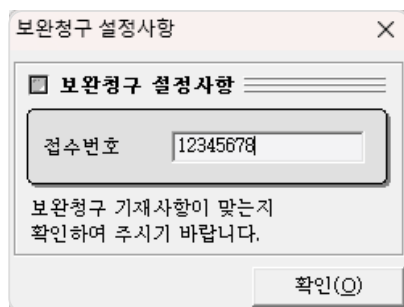 보완청구 설정사항
보완청구 설정사항
접수번호 12345678
보완청구 기재사항이 맞는지
확인하여 주시기 바랍니다.
확인(O)